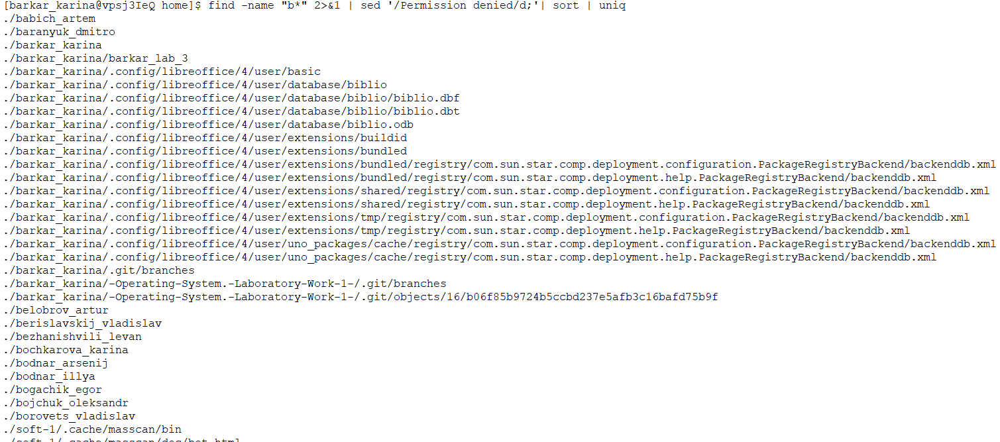 [barkar_karina@vpsj3IeQ home]$ find -name "b*" 2>&1 | sed '/Permission denied/d;'| sort | uniq
./babich_artem
./baranyuk_dmitro
./barkar_karina
./barkar_karina/barkar_lab_3
./barkar_karina/.config/libreoffice/4/user/basic
./barkar_karina/.config/libreoffice/4/user/database/biblio
./barkar_karina/.config/libreoffice/4/user/database/biblio/biblio.dbf
./barkar_karina/.config/libreoffice/4/user/database/biblio/biblio.dbt
./barkar_karina/.config/libreoffice/4/user/database/biblio.odb
./barkar_karina/.config/libreoffice/4/user/extensions/buildid
./barkar_karina/.config/libreoffice/4/user/extensions/bundled
./barkar_karina/.config/libreoffice/4/user/extensions/bundled/registry/com.sun.star.comp.deployment.configuration.PackageRegistryBackend/backenddb.xml
./barkar_karina/.config/libreoffice/4/user/extensions/bundled/registry/com.sun.star.comp.deployment.help.PackageRegistryBackend/backenddb.xml
./barkar_karina/.config/libreoffice/4/user/extensions/shared/registry/com.sun.star.comp.deployment.configuration.PackageRegistryBackend/backenddb.xml
./barkar_karina/.config/libreoffice/4/user/extensions/shared/registry/com.sun.star.comp.deployment.help.PackageRegistryBackend/backenddb.xml
./barkar_karina/.config/libreoffice/4/user/extensions/tmp/registry/com.sun.star.comp.deployment.configuration.PackageRegistryBackend/backenddb.xml
./barkar_karina/.config/libreoffice/4/user/extensions/tmp/registry/com.sun.star.comp.deployment.help.PackageRegistryBackend/backenddb.xml
./barkar_karina/.config/libreoffice/4/user/uno_packages/cache/registry/com.sun.star.comp.deployment.configuration.PackageRegistryBackend/backenddb.xml
./barkar_karina/.config/libreoffice/4/user/uno_packages/cache/registry/com.sun.star.comp.deployment.help.PackageRegistryBackend/backenddb.xml
./barkar_karina/.git/branches
./barkar_karina/-Operating-System.-Laboratory-Work-1-/.git/branches
./barkar_karina/-Operating-System.-Laboratory-Work-1-/.git/objects/16/b06f85b9724b5ccbd237e5afb3c16bafd75b9f
./belobrov_artur
./berislavskij_vladislav
./bezhanishvili_levan
./bochkarova_karina
./bodnar_arsenij
./bodnar_illya
./bogachik_egor
./bojchuk_oleksandr
./borovets_vladislav
./soft-1/.cache/masscan/bin
./soft-1/.cache/masscan/doc/bot.html